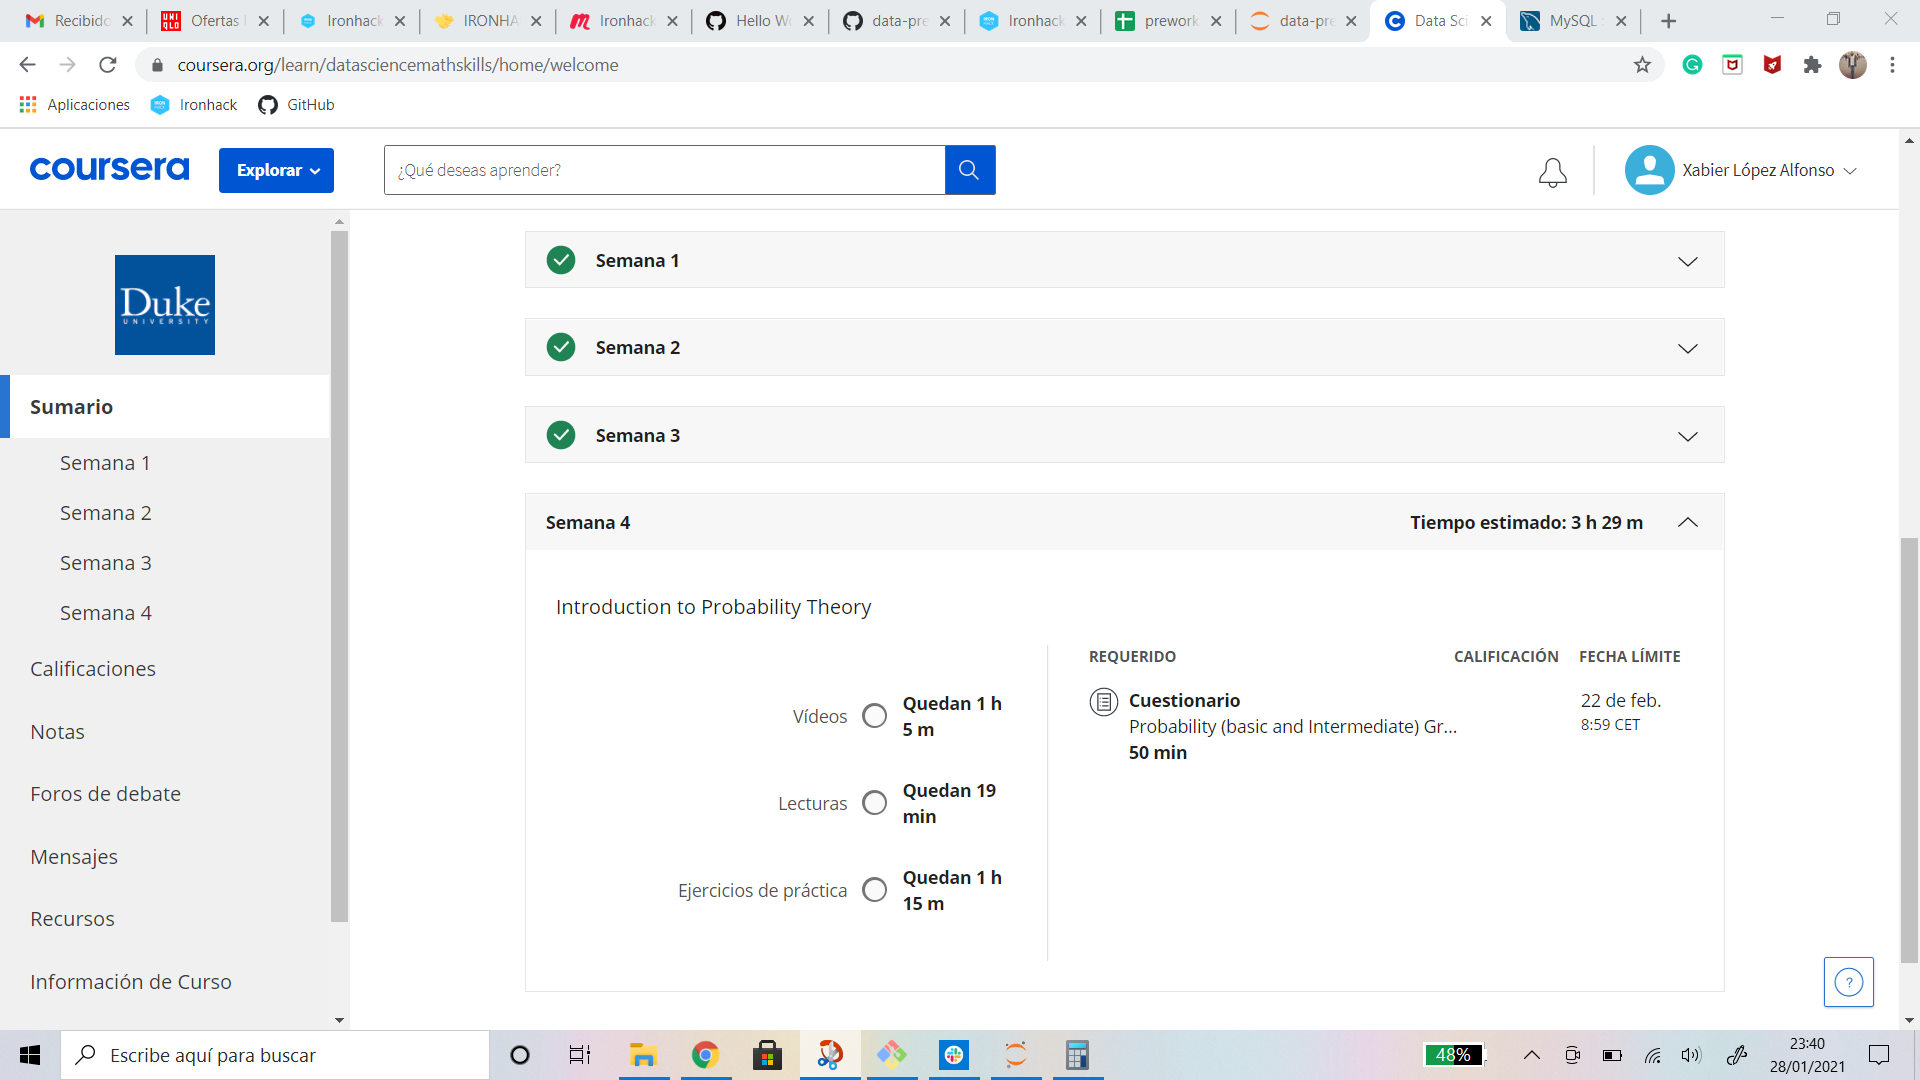 Recibido
Ofertas
Ironhack
IRONHA
Ironhack
Hello Wo
data-pre
Ironhack
prework
data-pre
Data Sci
MySQL
coursera.org/learn/datasciencemathskills/home/welcome
Aplicaciones
Ironhack
GitHub
coursera
Explorar
¿Qué deseas aprender?
Xabier López Alfonso
Duke
UNIVERSITY
Sumario
Semana 1
Semana 2
Semana 3
Semana 4
Calificaciones
Notas
Foros de debate
Mensajes
Recursos
Información de Curso
Semana 1
Semana 2
Semana 3
Semana 4
Tiempo estimado: 3 h 29 m
Introduction to Probability Theory
Vídeos
Quedan 1 h
5 m
Lecturas
Quedan 19
min
Ejercicios de práctica
Quedan 1 h
15 m
REQUERIDO
CALIFICACIÓN
FECHA LÍMITE
Cuestionario
Probability (basic and Intermediate) Gr...
50 min
22 de feb.
8:59 CET
?
Escribe aquí para buscar
48%
23:40
28/01/2021